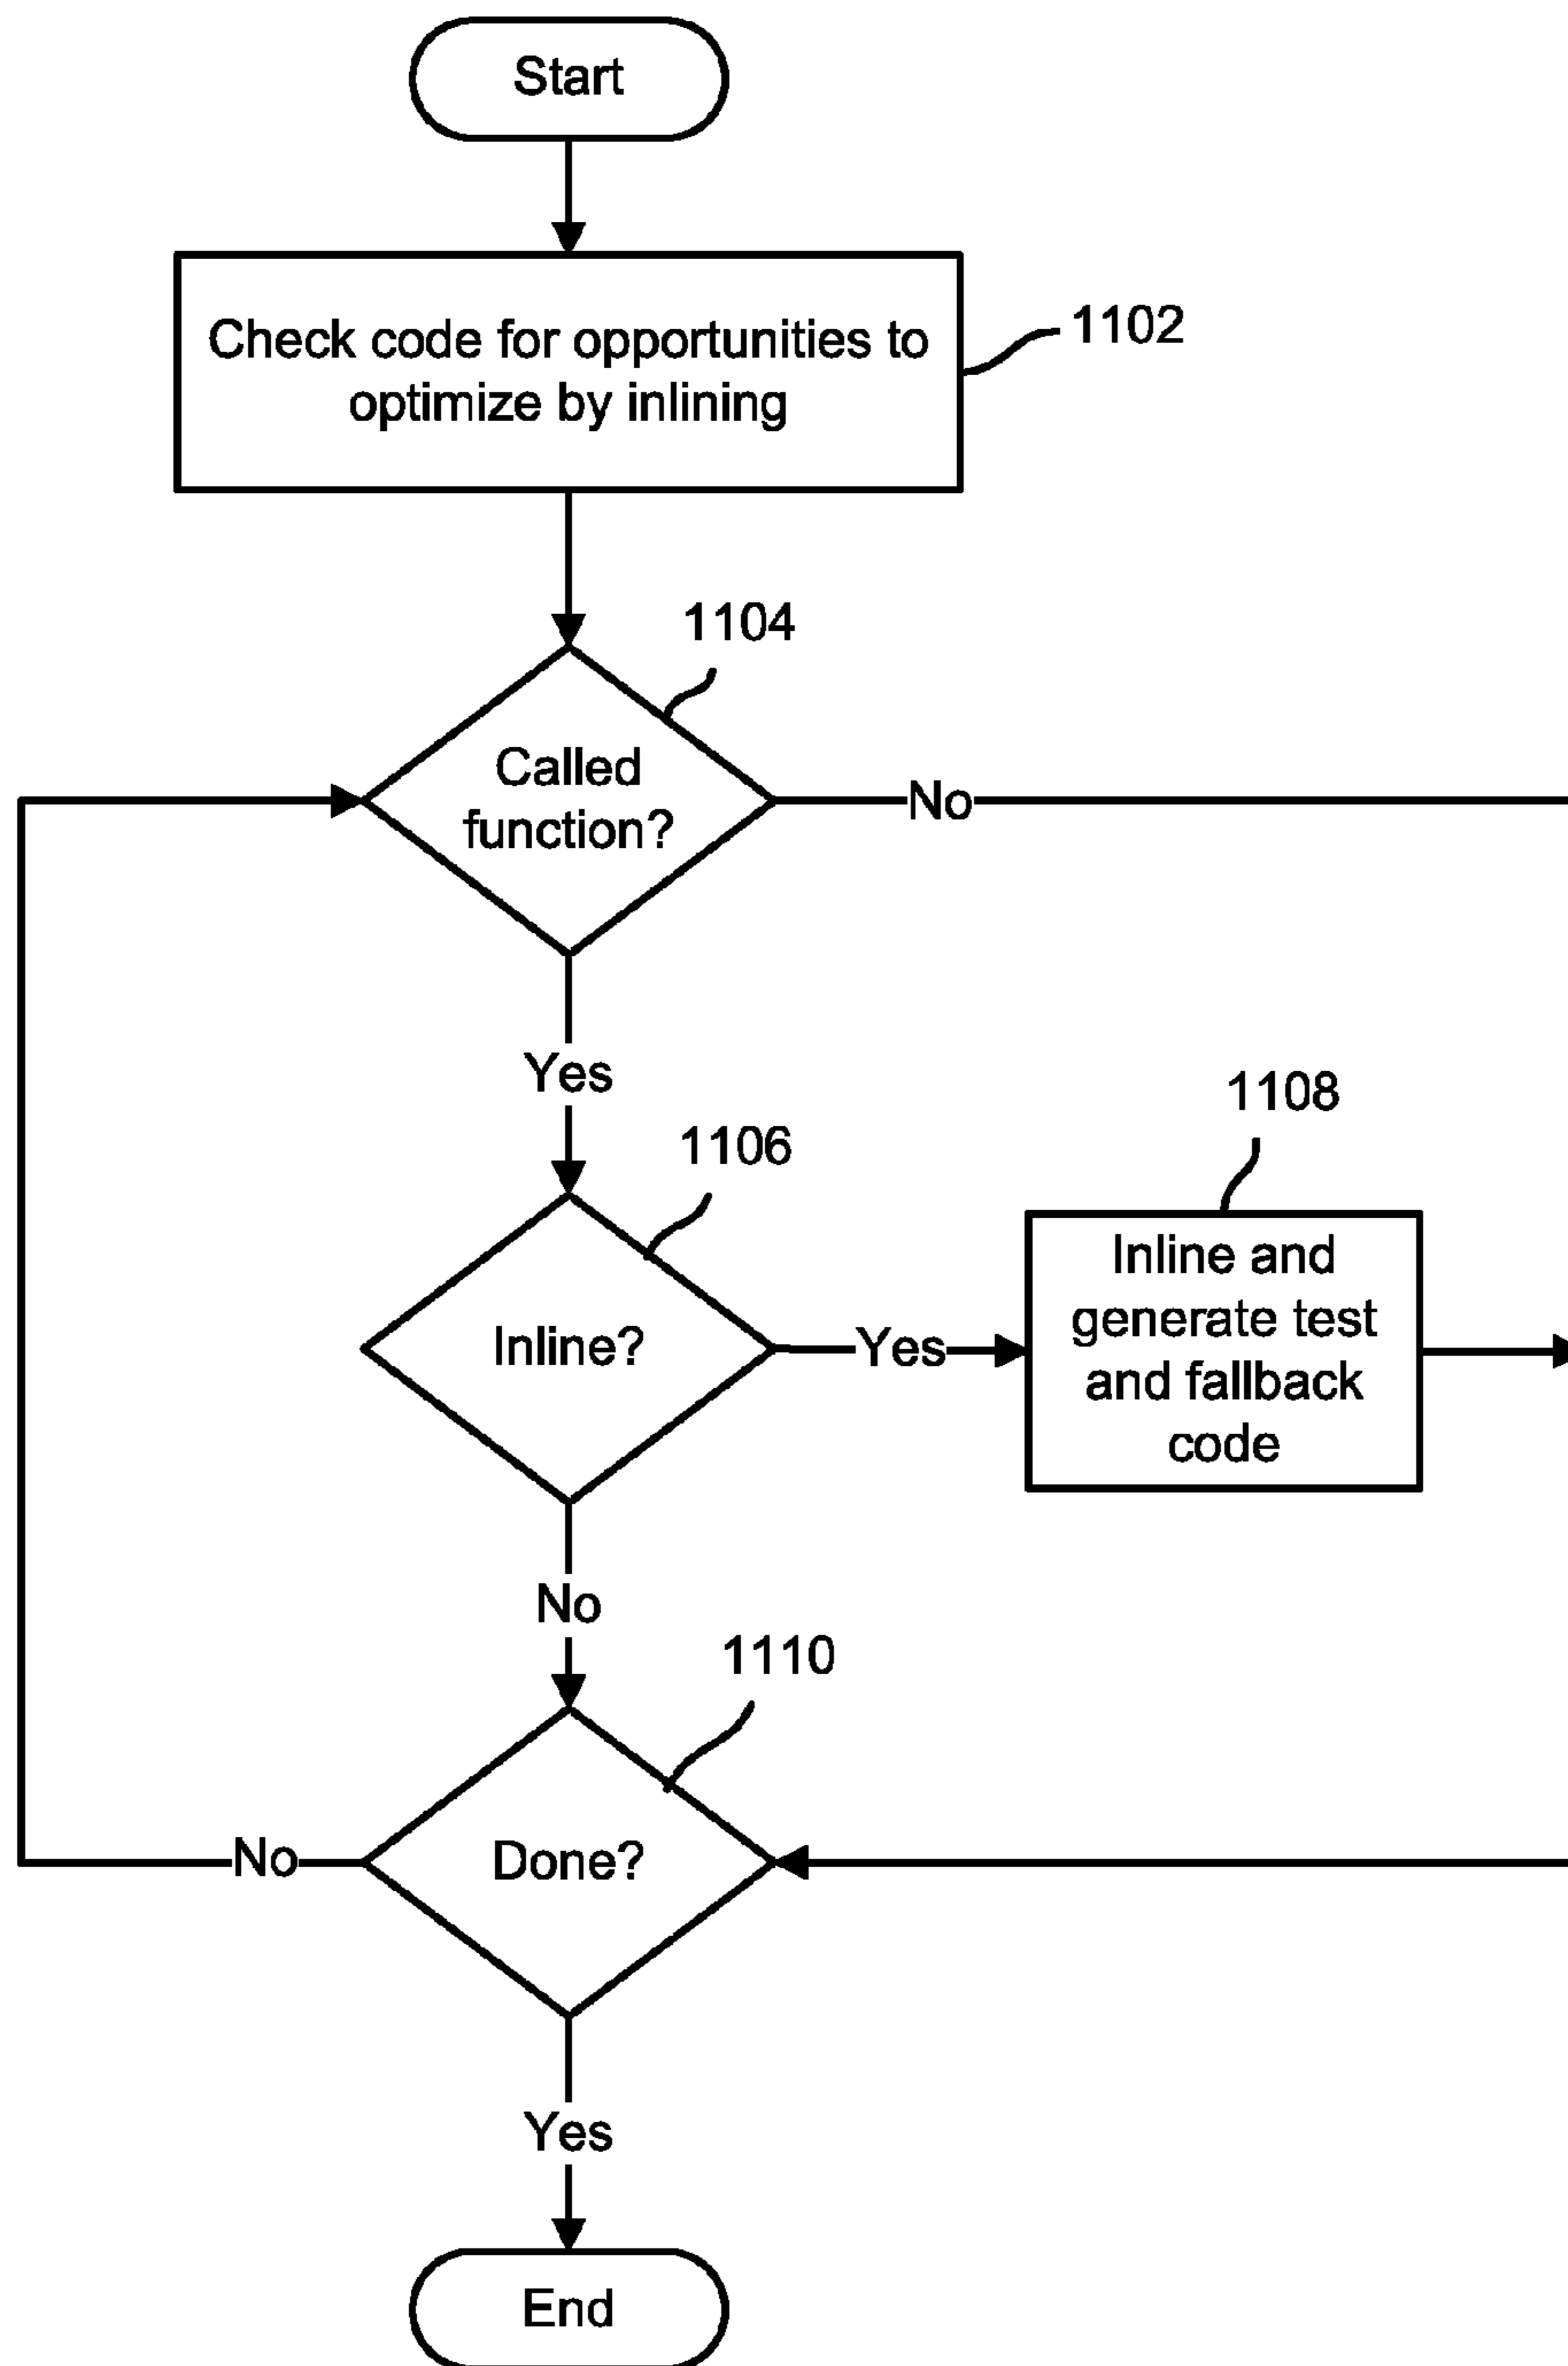 Start
Check code for opportunities to
optimize by inlining
1102
1104
Called
function?
No
Yes
1106
1108
Inline?
Yes
Inline and
generate test
and fallback
code
No
1110
Done?
No
Yes
End